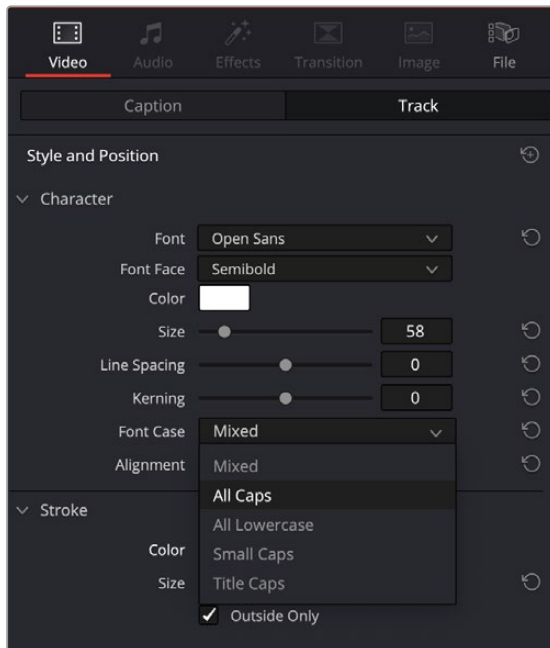 Video Audio Effects Transition Image File
Caption Track
Style and Position
Character
Font Open Sans
Font Face Semibold
Color
Size 58
Line Spacing 0
Kerning 0
Font Case Mixed
Alignment Mixed
All Caps
Stroke
All Lowercase
Color Small Caps
Size Title Caps
Outside Only